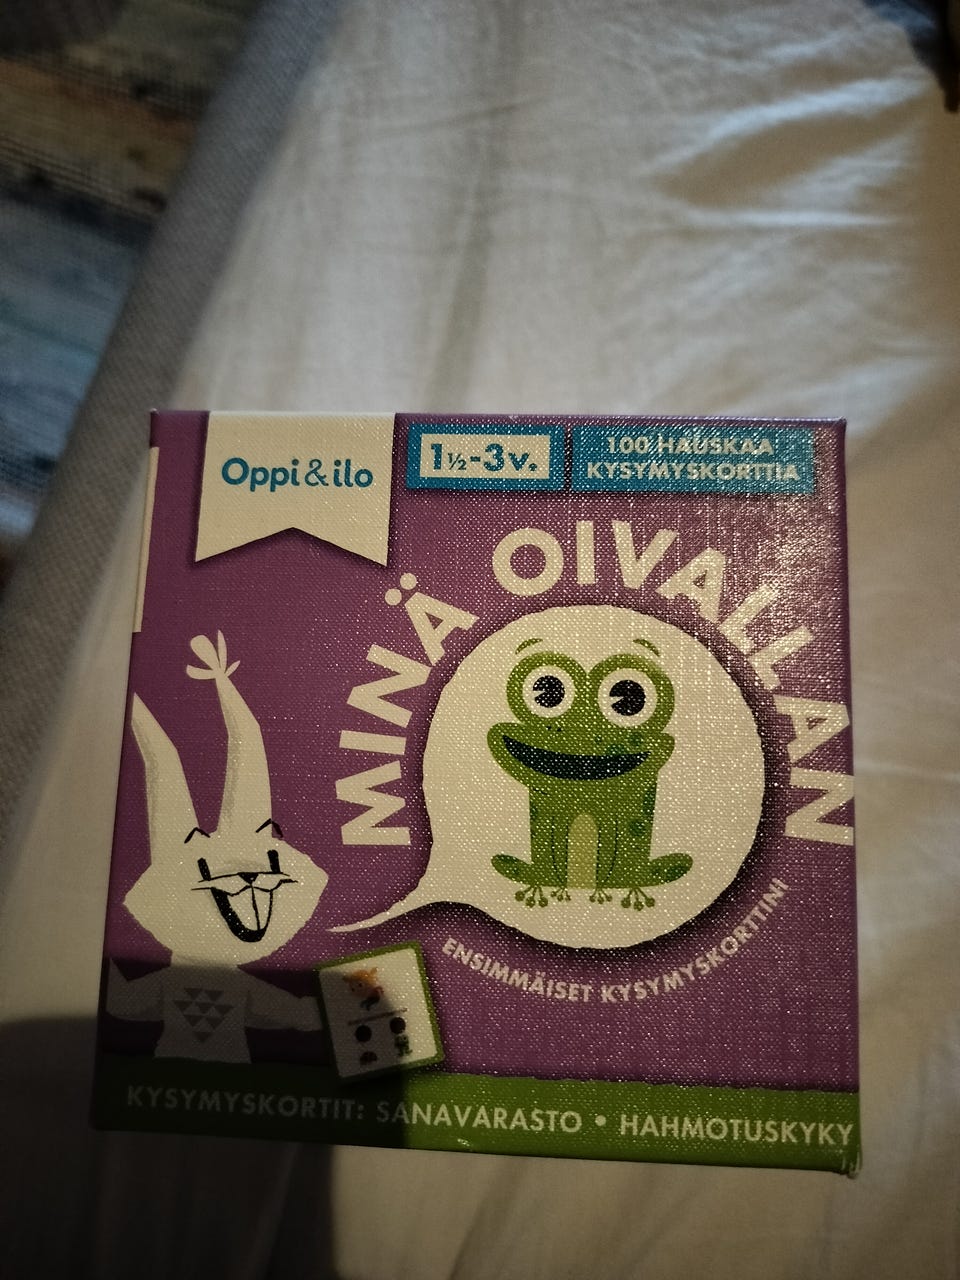 Oppi&ilo
1½-3v.
100 HAUSKAA
KYSYMYSKORTTIA
MINÄ OIVALLAN
ENSIMMÄISET KYSYMYSKORTTINI
KYSYMYSKORTIT: SANAVARASTO • HAHMOTUSKYKY